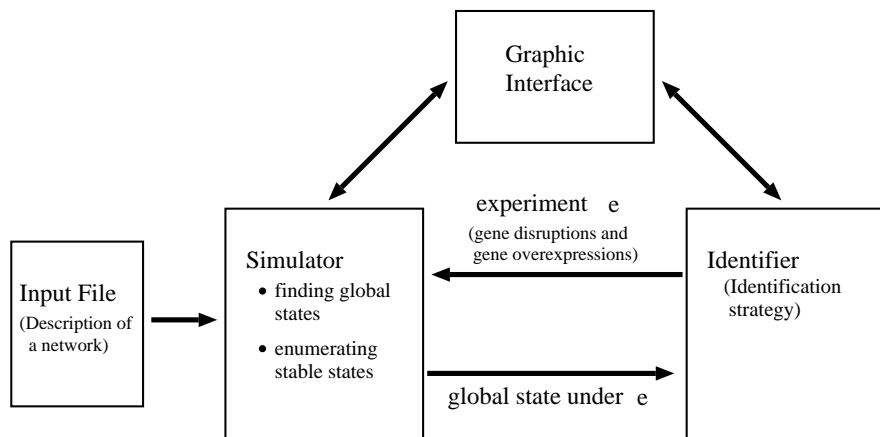 Graphic
Interface
experiment e
(gene disruptions and
gene overexpressions)
Input File
(Description of
a network)
Simulator
• finding global
states
• enumerating
stable states
Identifier
(Identification
strategy)
global state under e